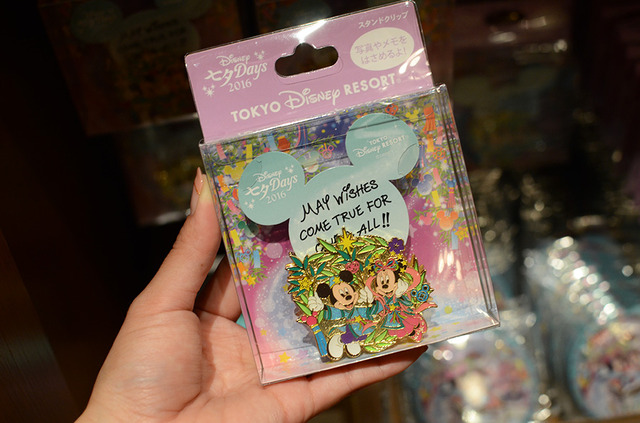 スタンドクリップ
写真やメモを
はさめるよ!
Disney
七夕Days
2016
TOKYO Disney RESORT
TOKYO
Disney RESORT
Disney
七夕Days
2016
MAY WISHES
COME TRUE FOR
ALL!!